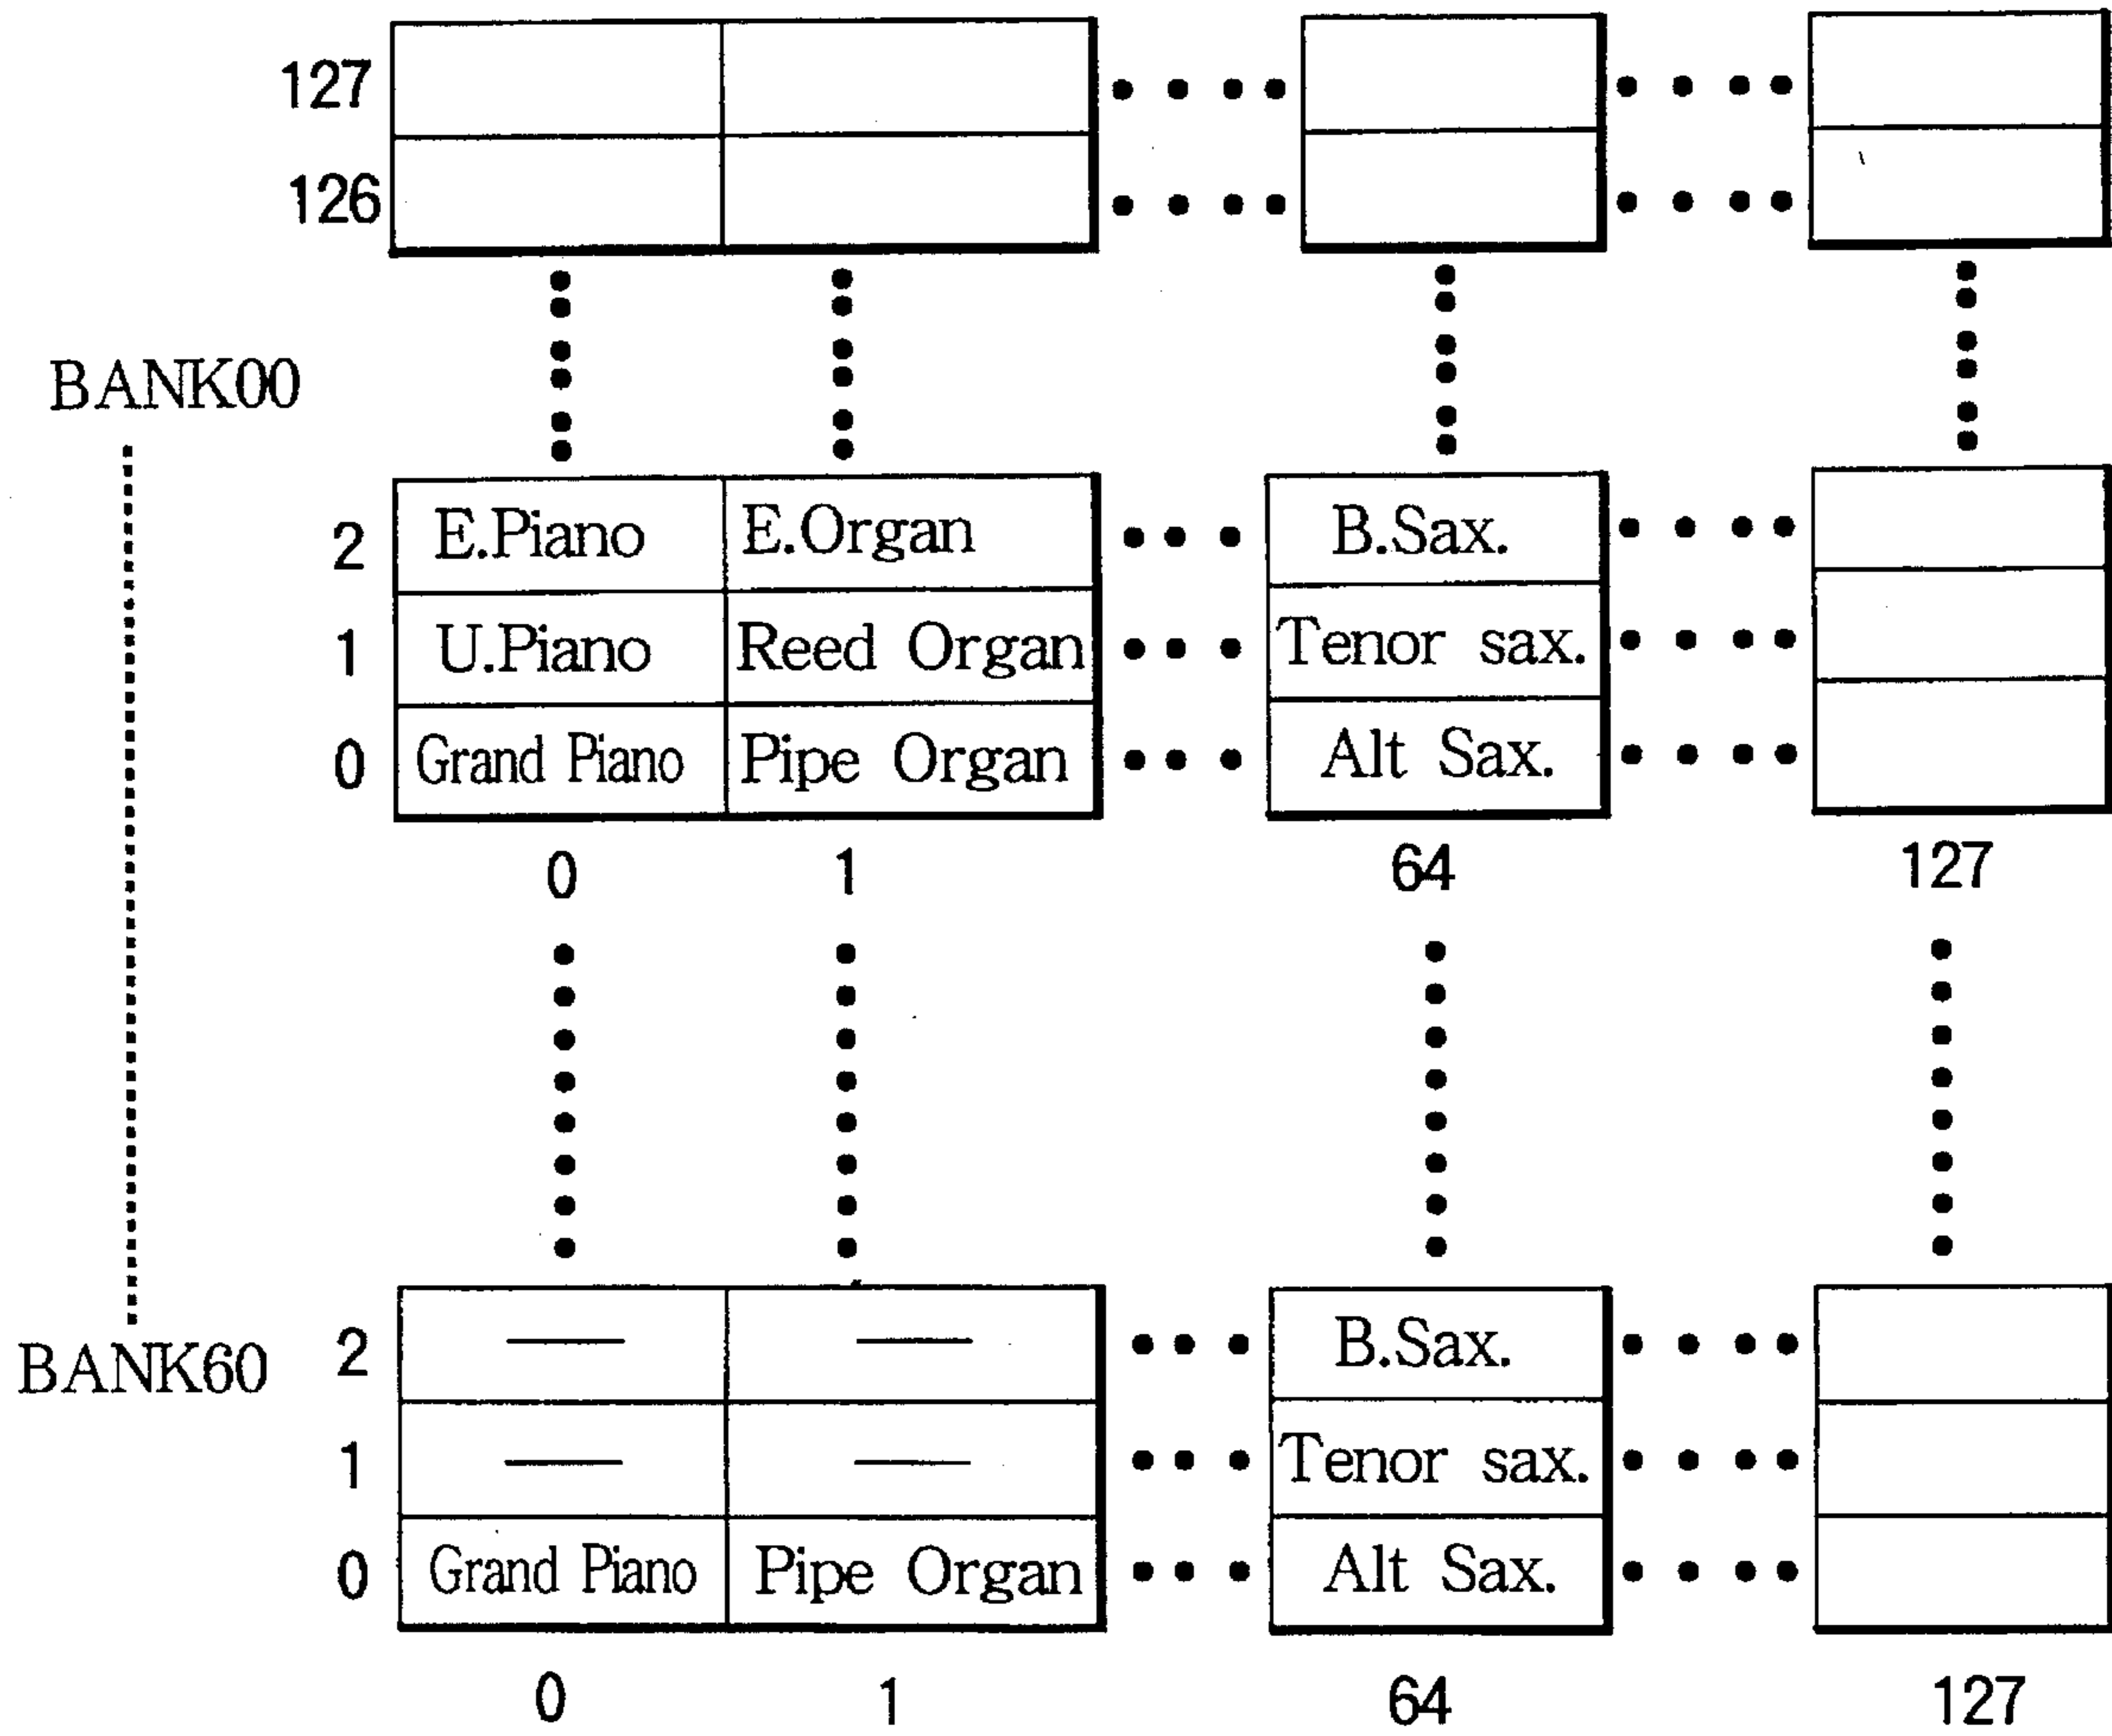 127
126
BANK00
2 E.Piano E.Organ B.Sax.
1 U.Piano Reed Organ Tenor sax.
0 Grand Piano Pipe Organ Alt Sax.
0 1 64 127
BANK60
2 — — B.Sax.
1 — — Tenor sax.
0 Grand Piano Pipe Organ Alt Sax.
0 1 64 127